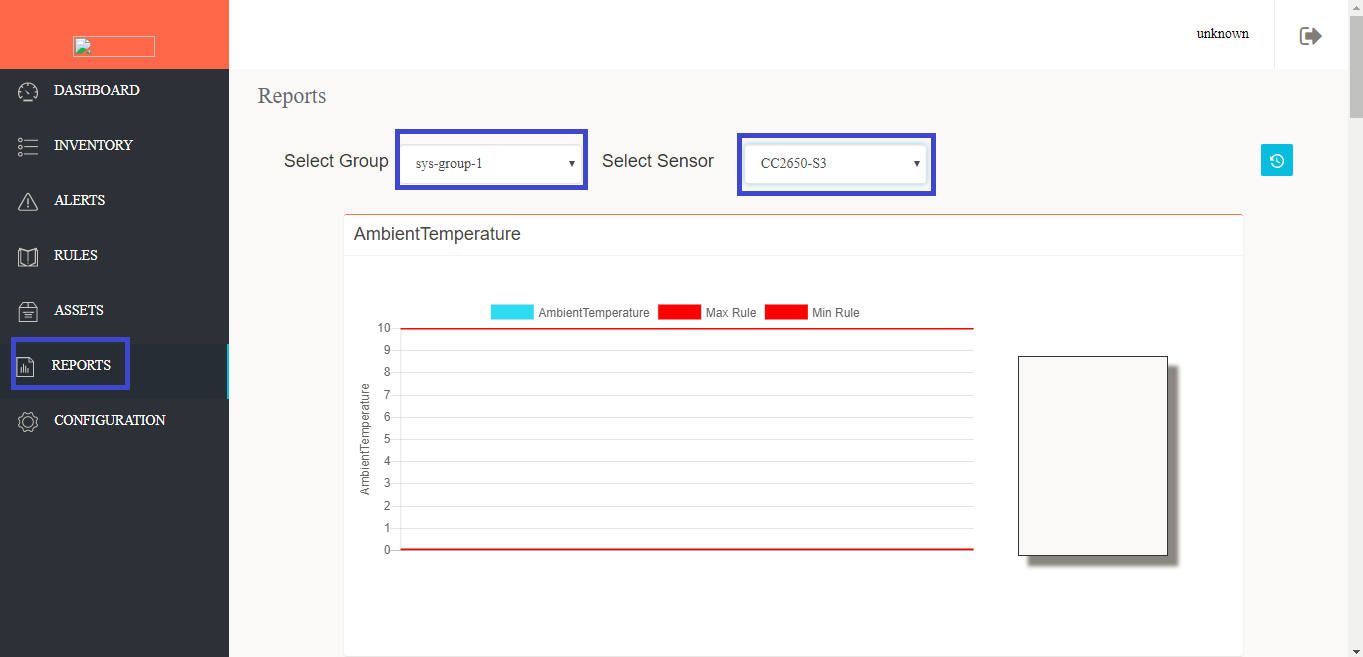 unknown
DASHBOARD
INVENTORY
ALERTS
RULES
ASSETS
REPORTS
CONFIGURATION
Reports
Select Group sys-group-1 Select Sensor CC2650-S3
AmbientTemperature
AmbientTemperature Max Rule Min Rule
10
9
8
7
6
5
4
3
2
1
0
AmbientTemperature